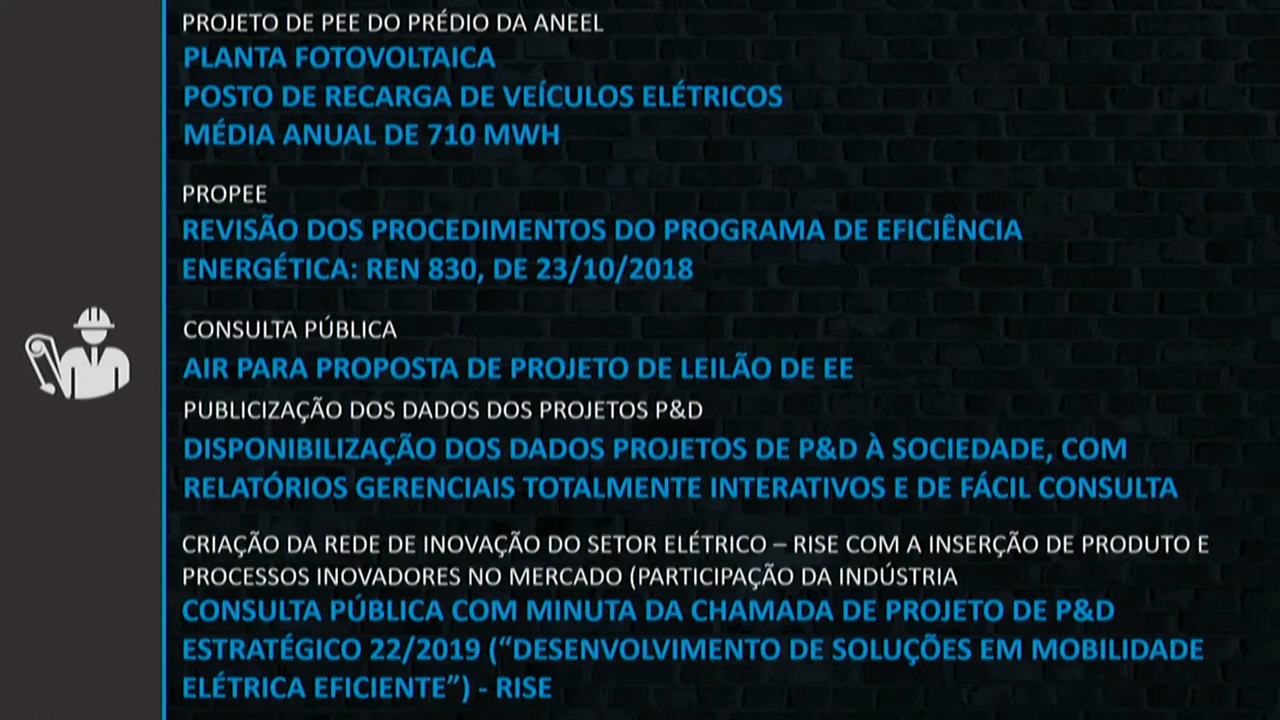 PROJETO DE PEE DO PRÉDIO DA ANEEL
PLANTA FOTOVOLTAICA
POSTO DE RECARGA DE VEÍCULOS ELÉTRICOS
MÉDIA ANUAL DE 710 MWH
PROPEE
REVISÃO DOS PROCEDIMENTOS DO PROGRAMA DE EFICIÊNCIA
ENERGÉTICA: REN 830, DE 23/10/2018
CONSULTA PÚBLICA
AIR PARA PROPOSTA DE PROJETO DE LEILÃO DE EE
PUBLICIZAÇÃO DOS DADOS DOS PROJETOS P&D
DISPONIBILIZAÇÃO DOS DADOS PROJETOS DE P&D À SOCIEDADE, COM
RELATÓRIOS GERENCIAIS TOTALMENTE INTERATIVOS E DE FÁCIL CONSULTA
CRIAÇÃO DA REDE DE INOVAÇÃO DO SETOR ELÉTRICO – RISE COM A INSERÇÃO DE PRODUTO E
PROCESSOS INOVADORES NO MERCADO (PARTICIPAÇÃO DA INDÚSTRIA
CONSULTA PÚBLICA COM MINUTA DA CHAMADA DE PROJETO DE P&D
ESTRATÉGICO 22/2019 (“DESENVOLVIMENTO DE SOLUÇÕES EM MOBILIDADE
ELÉTRICA EFICIENTE”) - RISE